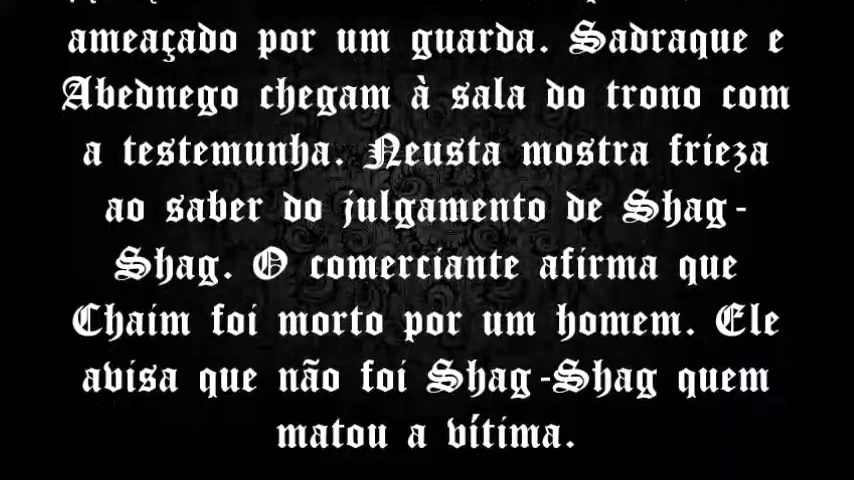 ameaçado por um guarda. Sadraque e
Abednego chegam à sala do trono com
a testemunha. Neusta mostra frieza
ao saber do julgamento de Shag-
Shag. O comerciante afirma que
Chaim foi morto por um homem. Ele
avisa que não foi Shag-Shag quem
matou a vítima.